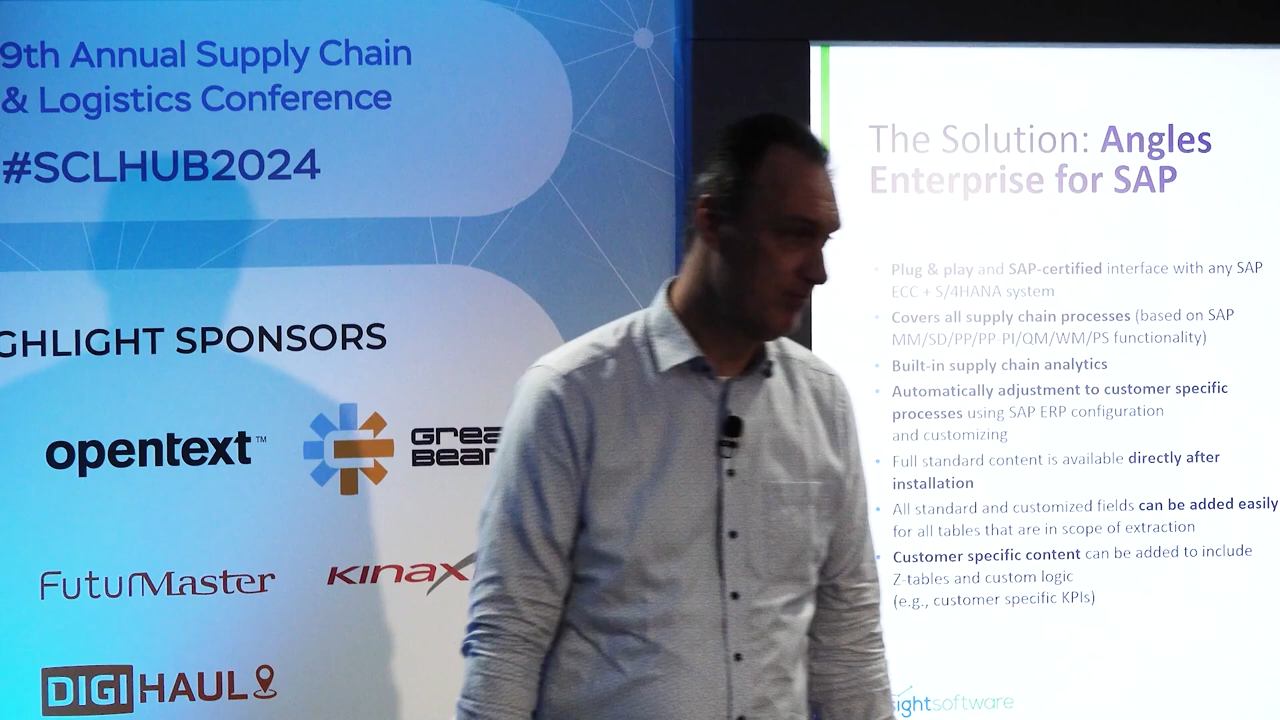 9th Annual Supply Chain
& Logistics Conference
#SCLHUB2024
GHLIGHT SPONSORS
opentext™
GREA
BEAR
FuturMaster
KINAX
DIGIHAUL
The Solution: Angles
Enterprise for SAP
• Plug & play and SAP-certified interface with any SAP
ECC + S/4HANA system
• Covers all supply chain processes (based on SAP
MM/SD/PP/PP-PI/QM/WM/PS functionality)
• Built-in supply chain analytics
• Automatically adjustment to customer specific
processes using SAP ERP configuration
and customizing
• Full standard content is available directly after
installation
• All standard and customized fields can be added easily
for all tables that are in scope of extraction
• Customer specific content can be added to include
Z-tables and custom logic
(e.g., customer specific KPIs)
sightsoftware